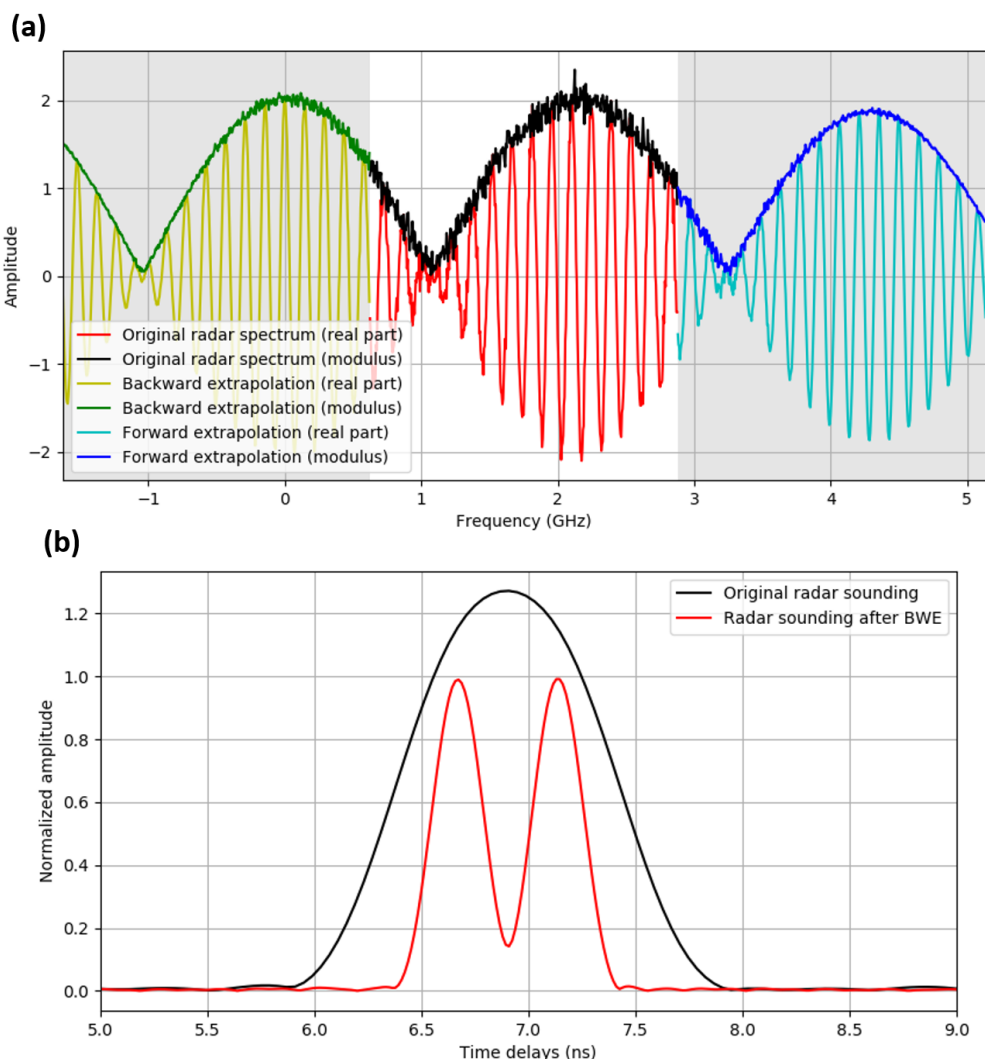 (a)
2
1
0
−1
−2
Amplitude
Original radar spectrum (real part)
Original radar spectrum (modulus)
Backward extrapolation (real part)
Backward extrapolation (modulus)
Forward extrapolation (real part)
Forward extrapolation (modulus)
−1 0 1 2 3 4 5
Frequency (GHz)
(b)
Original radar sounding
Radar sounding after BWE
1.2
1.0
0.8
0.6
0.4
0.2
0.0
Normalized amplitude
5.0 5.5 6.0 6.5 7.0 7.5 8.0 8.5 9.0
Time delays (ns)